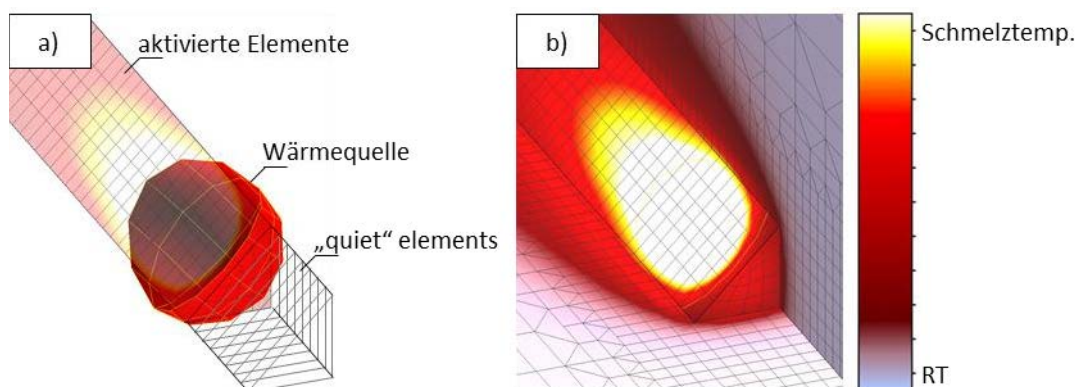 a)
aktivierte Elemente
Wärmequelle
„quiet“ elements
b)
Schmelztemp.
RT